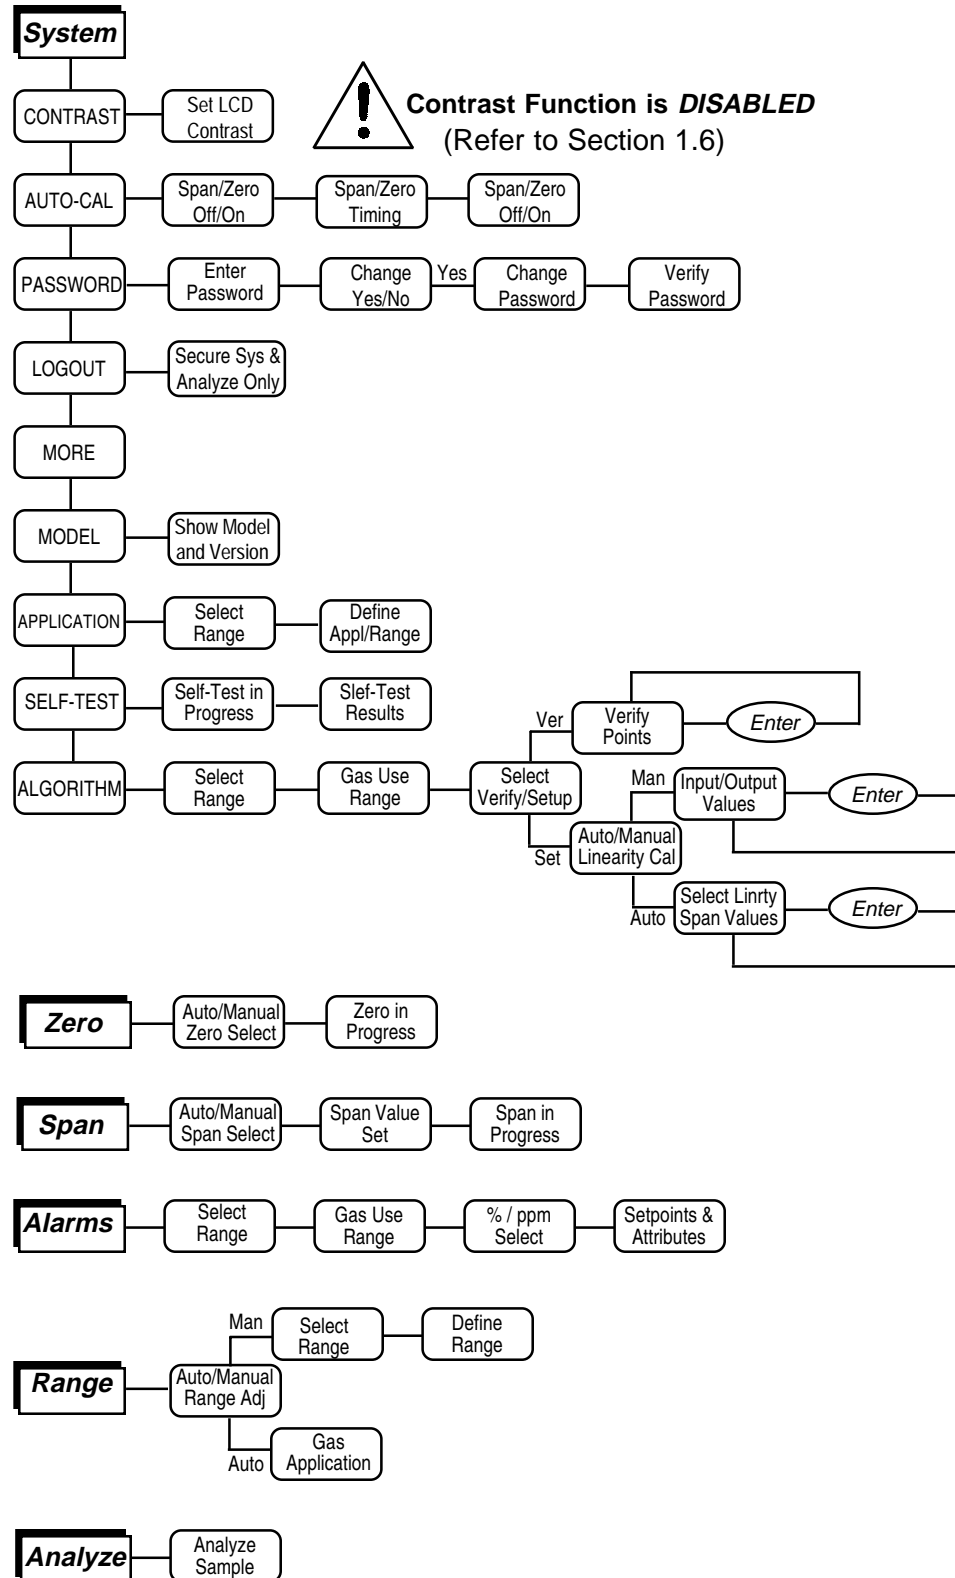 System
CONTRAST
Set LCD
Contrast
Contrast Function is DISABLED
(Refer to Section 1.6)
AUTO-CAL
Span/Zero
Off/On
Span/Zero
Timing
Span/Zero
Off/On
PASSWORD
Enter
Password
Change
Yes/No
Yes
Change
Password
Verify
Password
LOGOUT
Secure Sys &
Analyze Only
MORE
MODEL
Show Model
and Version
APPLICATION
Select
Range
Define
Appl/Range
SELF-TEST
Self-Test in
Progress
Slef-Test
Results
ALGORITHM
Select
Range
Gas Use
Range
Select
Verify/Setup
Ver
Verify
Points
Enter
Set
Auto/Manual
Linearity Cal
Man
Input/Output
Values
Enter
Auto
Select Linrty
Span Values
Enter
Zero
Auto/Manual
Zero Select
Zero in
Progress
Span
Auto/Manual
Span Select
Span Value
Set
Span in
Progress
Alarms
Select
Range
Gas Use
Range
% / ppm
Select
Setpoints &
Attributes
Range
Auto/Manual
Range Adj
Man
Select
Range
Define
Range
Auto
Gas
Application
Analyze
Analyze
Sample